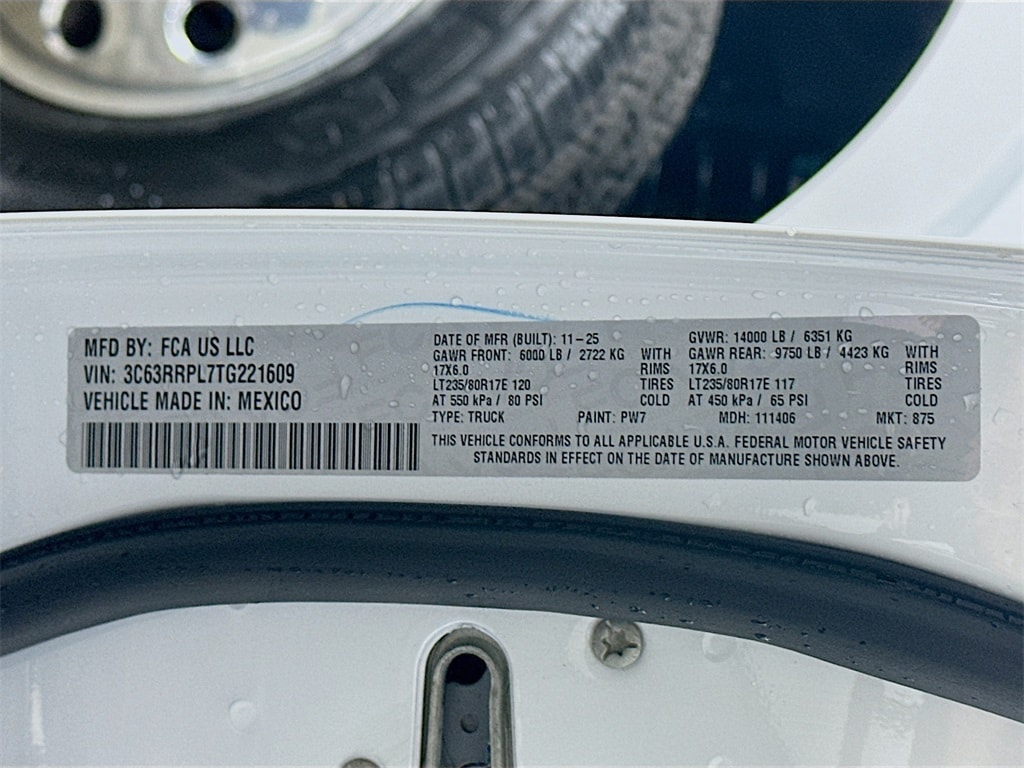 MFD BY: FCA US LLC
VIN: 3C63RRPL7TG221609
VEHICLE MADE IN: MEXICO
DATE OF MFR (BUILT): 11-25
GAWR FRONT: 6000 LB / 2722 KG WITH
17X6.0 RIMS
LT235/80R17E 120 TIRES
AT 550 kPa / 80 PSI COLD
GVWR: 14000 LB / 6351 KG
GAWR REAR: 9750 LB / 4423 KG WITH
17X6.0 RIMS
LT235/80R17E 117 TIRES
AT 450 kPa / 65 PSI COLD
TYPE: TRUCK PAINT: PW7 MDH: 111406 MKT: 875
THIS VEHICLE CONFORMS TO ALL APPLICABLE U.S.A. FEDERAL MOTOR VEHICLE SAFETY
STANDARDS IN EFFECT ON THE DATE OF MANUFACTURE SHOWN ABOVE.